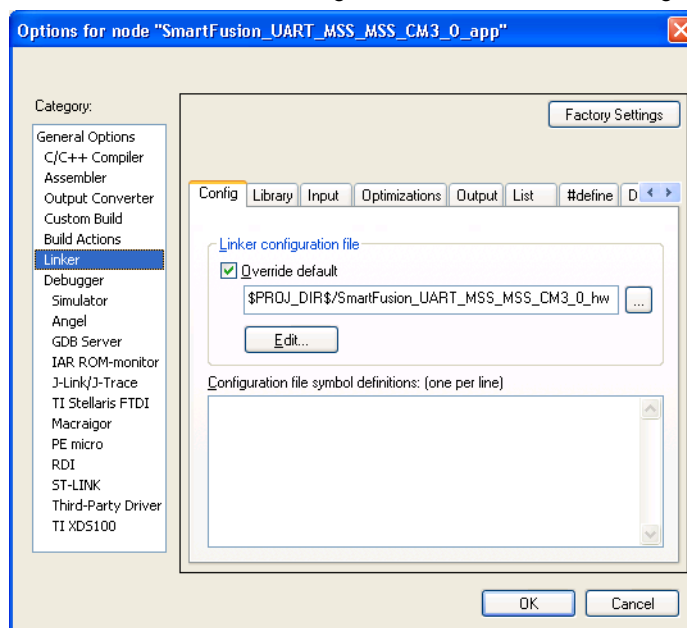 Options for node "SmartFusion_UART_MSS_MSS_CM3_0_app"
Category:
Factory Settings
General Options
C/C++ Compiler
Assembler
Output Converter
Custom Build
Build Actions
Linker
Debugger
Simulator
Angel
GDB Server
IAR ROM-monitor
J-Link/J-Trace
TI Stellaris FTDI
Macraigor
PE micro
RDI
ST-LINK
Third-Party Driver
TI XDS100
Config Library Input Optimizations Output List #define D
Linker configuration file
Override default
$PROJ_DIR$/SmartFusion_UART_MSS_MSS_CM3_0_hw
...
Edit...
Configuration file symbol definitions: (one per line)
OK Cancel